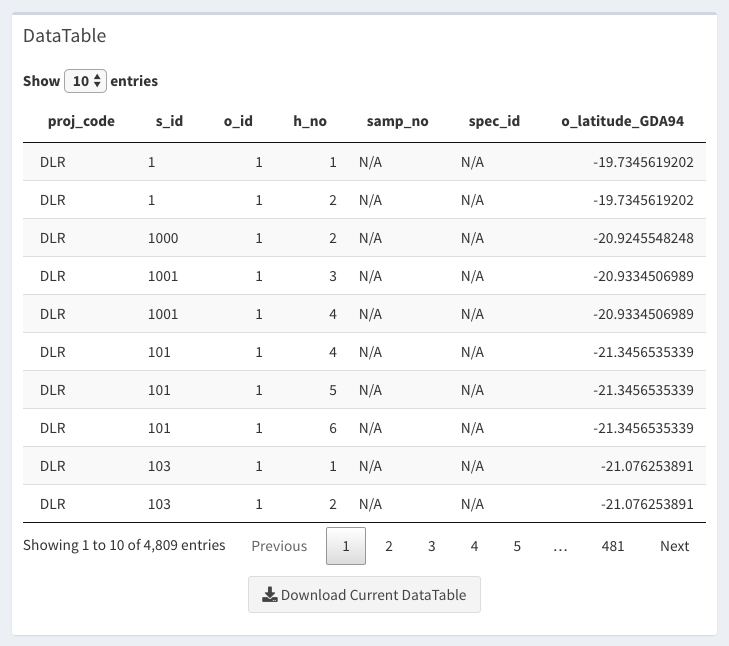 DataTable
Show 10 entries
proj_code s_id o_id h_no samp_no spec_id o_latitude_GDA94
DLR 1 1 1 N/A N/A -19.7345619202
DLR 1 1 2 N/A N/A -19.7345619202
DLR 1000 1 2 N/A N/A -20.9245548248
DLR 1001 1 3 N/A N/A -20.9334506989
DLR 1001 1 4 N/A N/A -20.9334506989
DLR 101 1 4 N/A N/A -21.3456535339
DLR 101 1 5 N/A N/A -21.3456535339
DLR 101 1 6 N/A N/A -21.3456535339
DLR 103 1 1 N/A N/A -21.076253891
DLR 103 1 2 N/A N/A -21.076253891
Showing 1 to 10 of 4,809 entries Previous 1 2 3 4 5 … 481 Next
Download Current DataTable